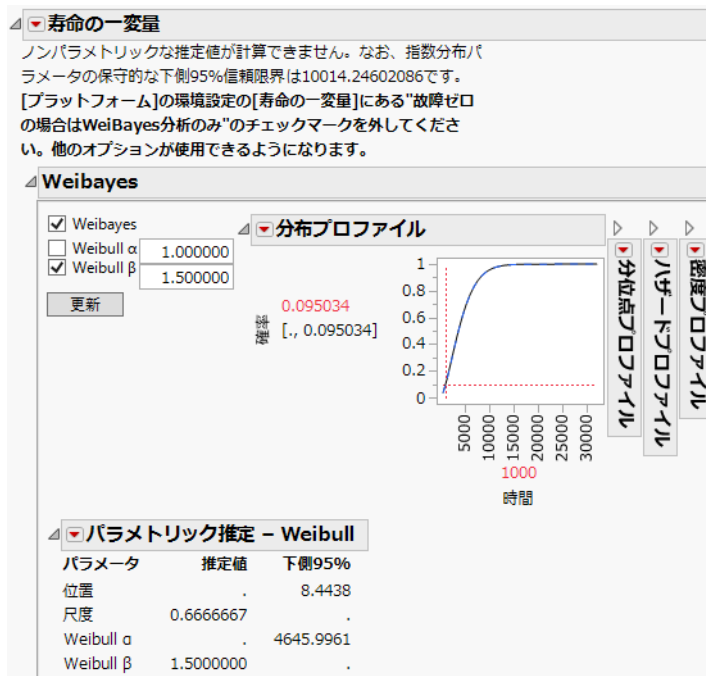 寿命の一変量
ノンパラメトリックな推定値が計算できません。なお、指数分布パ
ラメータの保守的な下側95%信頼限界は10014.24602086です。
[プラットフォーム]の環境設定の[寿命の一変量]にある"故障ゼロ
の場合はWeiBayes分析のみ"のチェックマークを外してくださ
い。他のオプションが使用できるようになります。
Weibayes
Weibayes
Weibull α 1.000000
Weibull β 1.500000
更新
分布プロファイル
確率
0.095034
[., 0.095034]
1
0.8
0.6
0.4
0.2
0
5000
10000
15000
20000
25000
30000
1000
時間
分位点プロファイル
ハザードプロファイル
密度プロファイル
パラメトリック推定 – Weibull
パラメータ 推定値 下側95%
位置 . 8.4438
尺度 0.6666667 .
Weibull α . 4645.9961
Weibull β 1.5000000 .